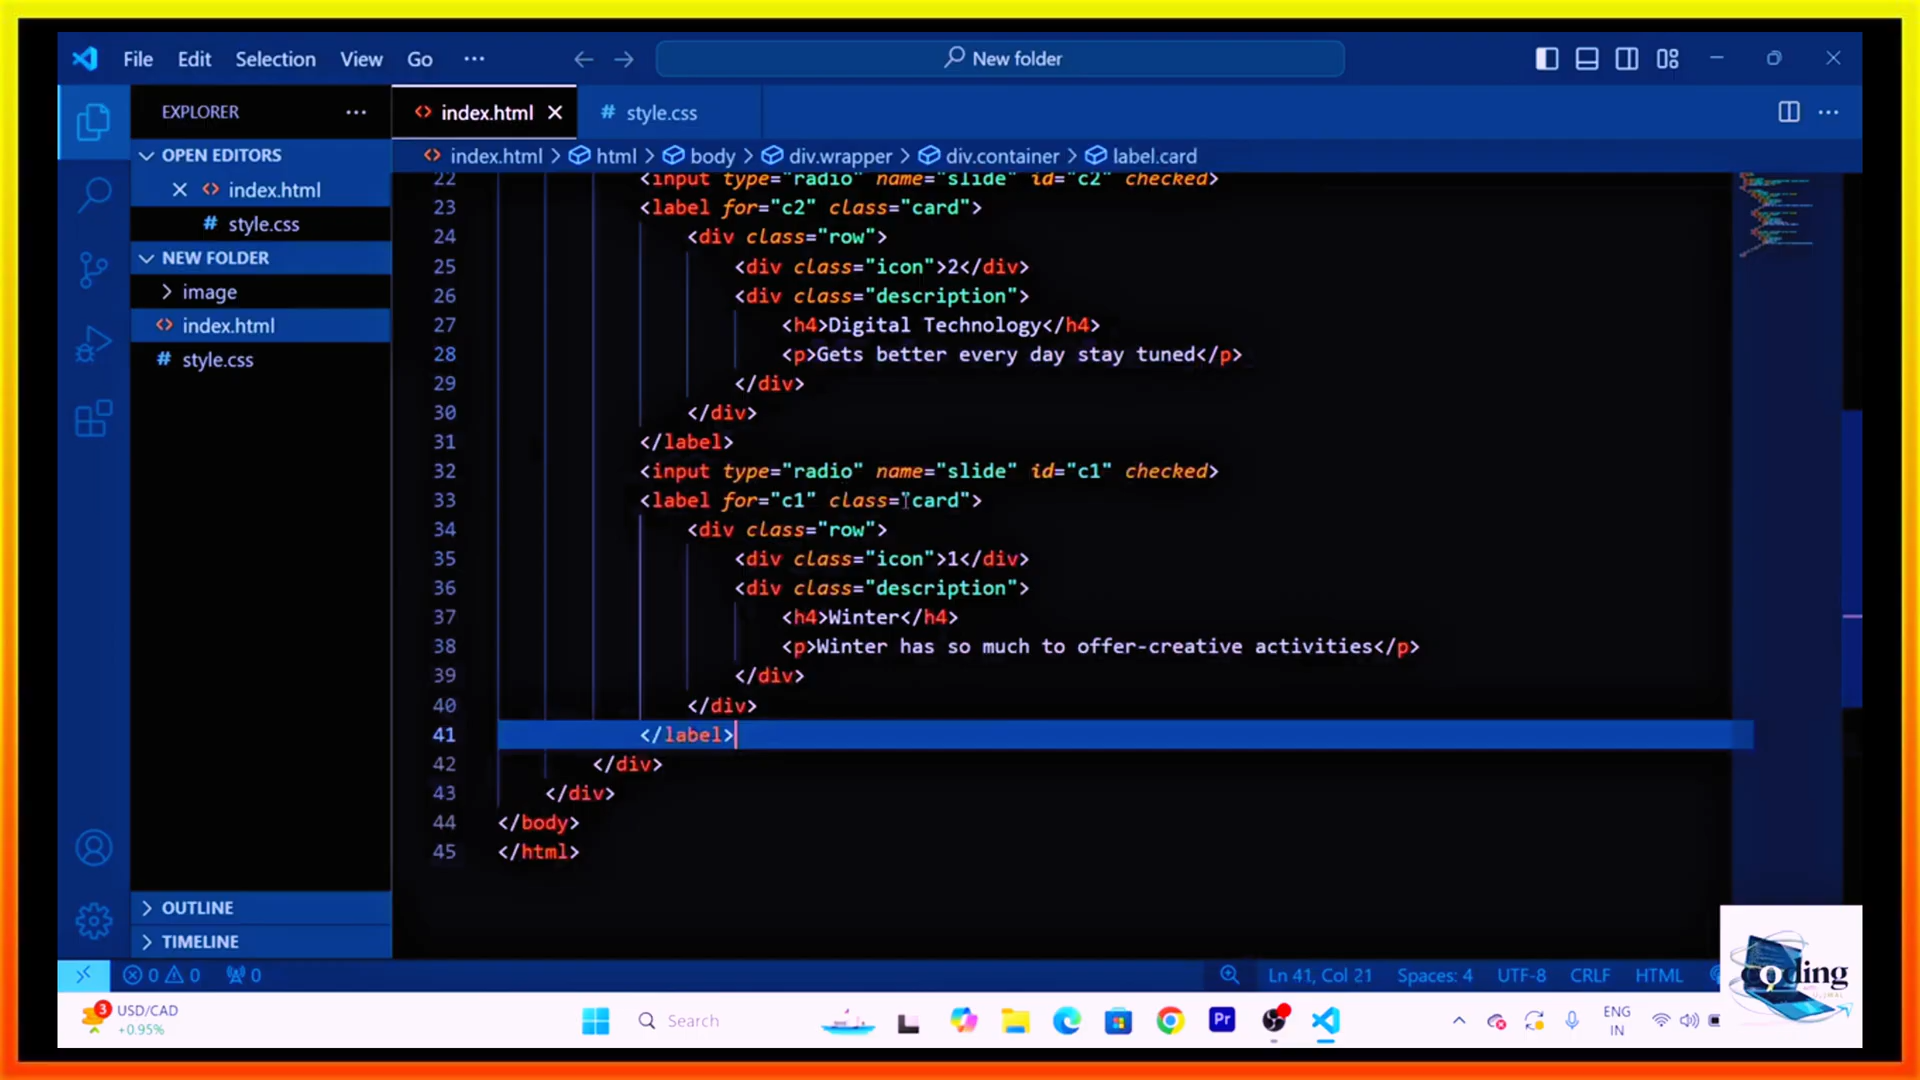 File Edit Selection View Go ··· New folder
EXPLORER ···
OPEN EDITORS
index.html
style.css
NEW FOLDER
image
index.html
style.css
OUTLINE
TIMELINE
index.html style.css
index.html > html > body > div.wrapper > div.container > label.card
22 <input type="radio" name="slide" id="c2" checked>
23 <label for="c2" class="card">
24 <div class="row">
25 <div class="icon">2</div>
26 <div class="description">
27 <h4>Digital Technology</h4>
28 <p>Gets better every day stay tuned</p>
29 </div>
30 </div>
31 </label>
32 <input type="radio" name="slide" id="c1" checked>
33 <label for="c1" class="card">
34 <div class="row">
35 <div class="icon">1</div>
36 <div class="description">
37 <h4>Winter</h4>
38 <p>Winter has so much to offer-creative activities</p>
39 </div>
40 </div>
41 </label>
42 </div>
43 </div>
44 </body>
45 </html>
0 0 0 Ln 41, Col 21 Spaces: 4 UTF-8 CRLF HTML
coding
3 USD/CAD
+0.95%
Search
Pr
ENG
IN